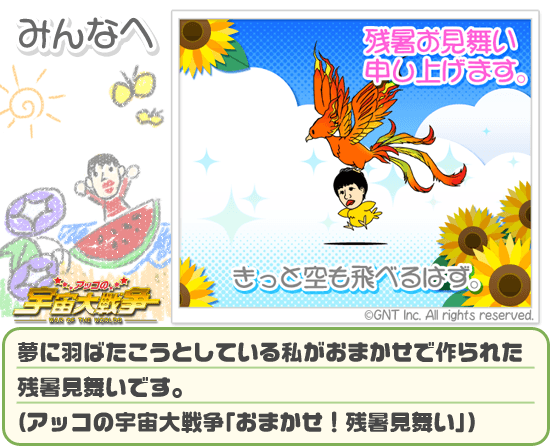 みんなへ
残暑お見舞い
申し上げます。
きっと空も飛べるはず。
アッコの
宇宙大戦争
WAR OF THE WORLDS
©GNT Inc. All rights reserved.
夢に羽ばたこうとしている私がおまかせで作られた
残暑見舞いです。
(アッコの宇宙大戦争「おまかせ！残暑見舞い」)